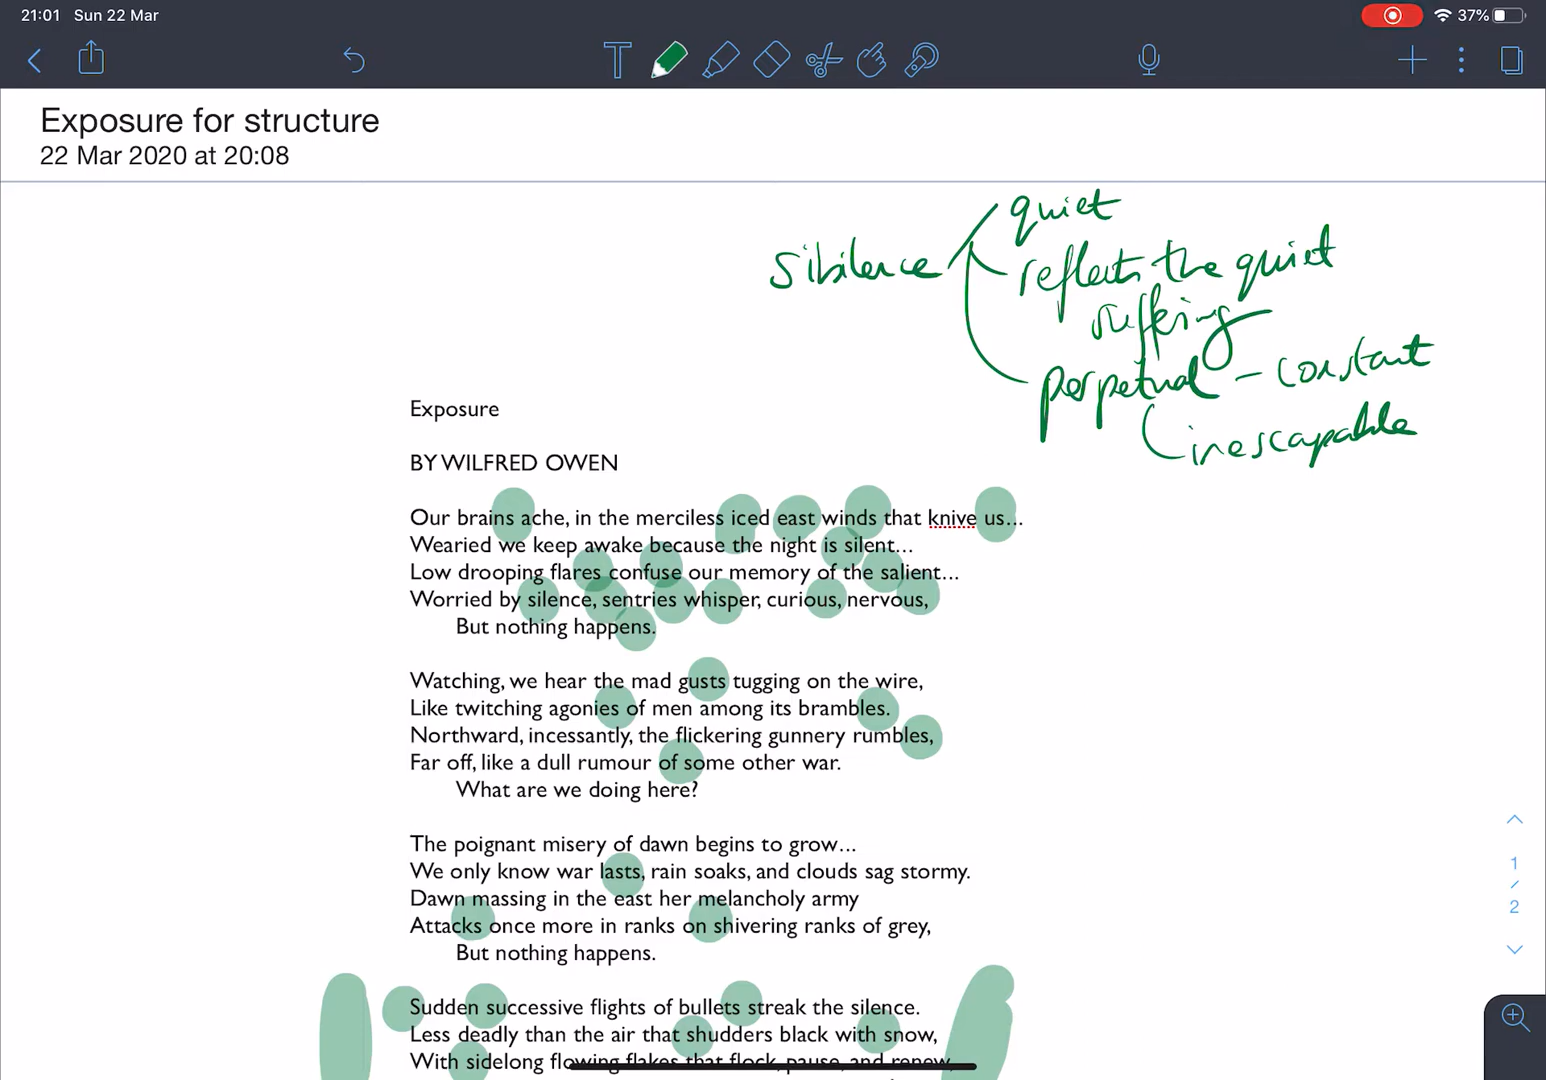 21:01 Sun 22 Mar
37%
T
Exposure for structure
22 Mar 2020 at 20:08
quiet
sibilence
reflects the quiet
suffering
perpetual - constant
inescapable
Exposure
BY WILFRED OWEN
Our brains ache, in the merciless iced east winds that knive us...
Wearied we keep awake because the night is silent...
Low drooping flares confuse our memory of the salient...
Worried by silence, sentries whisper, curious, nervous,
But nothing happens.
Watching, we hear the mad gusts tugging on the wire,
Like twitching agonies of men among its brambles.
Northward, incessantly, the flickering gunnery rumbles,
Far off, like a dull rumour of some other war.
What are we doing here?
The poignant misery of dawn begins to grow...
We only know war lasts, rain soaks, and clouds sag stormy.
Dawn massing in the east her melancholy army
Attacks once more in ranks on shivering ranks of grey,
But nothing happens.
Sudden successive flights of bullets streak the silence.
Less deadly than the air that shudders black with snow,
With sidelong flowing flakes that flock, pause, and renew,
1
/
2